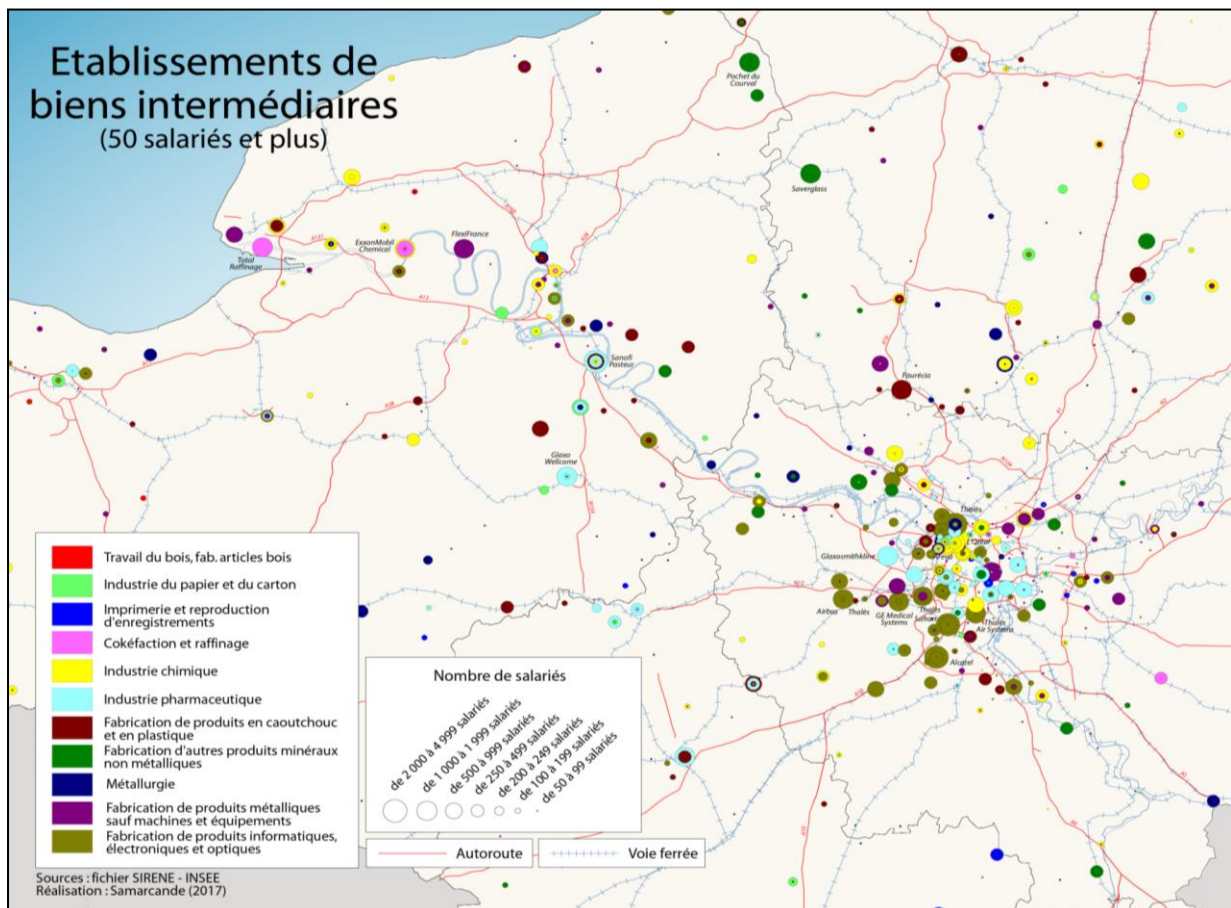 Etablissements de
biens intermédiaires
(50 salariés et plus)
Pochet du
Courval
Saverglass
Total
Raffinage
ExxonMobil
Chemical
FlexiFrance
Sanofi
Pasteur
Glaxo
Wellcome
Faurécia
Thalès
L'Oréal
Glaxosmithkline
Airbus
Thalès
GE Medical
Systems
Thalès
Thales
Air Systems
Alcatel
A13
Travail du bois, fab. articles bois
Industrie du papier et du carton
Imprimerie et reproduction
d'enregistrements
Cokéfaction et raffinage
Industrie chimique
Industrie pharmaceutique
Fabrication de produits en caoutchouc
et en plastique
Fabrication d'autres produits minéraux
non métalliques
Métallurgie
Fabrication de produits métalliques
sauf machines et équipements
Fabrication de produits informatiques,
électroniques et optiques
Nombre de salariés
de 2 000 à 4 999 salariés
de 1 000 à 1 999 salariés
de 500 à 999 salariés
de 250 à 499 salariés
de 200 à 249 salariés
de 100 à 199 salariés
de 50 à 99 salariés
Autoroute
Voie ferrée
Sources : fichier SIRENE - INSEE
Réalisation : Samarcande (2017)